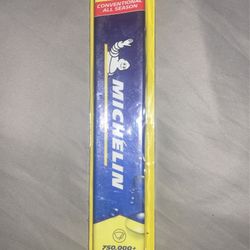 CONVENTIONAL
ALL SEASON
MICHELIN
750,000+